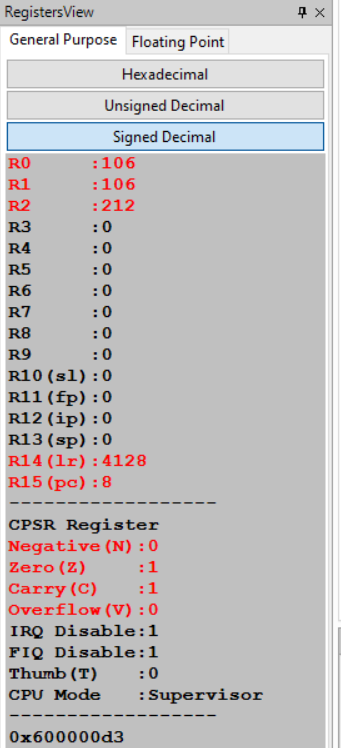 RegistersView
General Purpose Floating Point
Hexadecimal
Unsigned Decimal
Signed Decimal
R0      :106
R1      :106
R2      :212
R3      :0
R4      :0
R5      :0
R6      :0
R7      :0
R8      :0
R9      :0
R10(sl):0
R11(fp):0
R12(ip):0
R13(sp):0
R14(lr):4128
R15(pc):8
------------------
CPSR Register
Negative(N):0
Zero(Z)    :1
Carry(C)   :1
Overflow(V):0
IRQ Disable:1
FIQ Disable:1
Thumb(T)   :0
CPU Mode   :Supervisor
------------------
0x600000d3